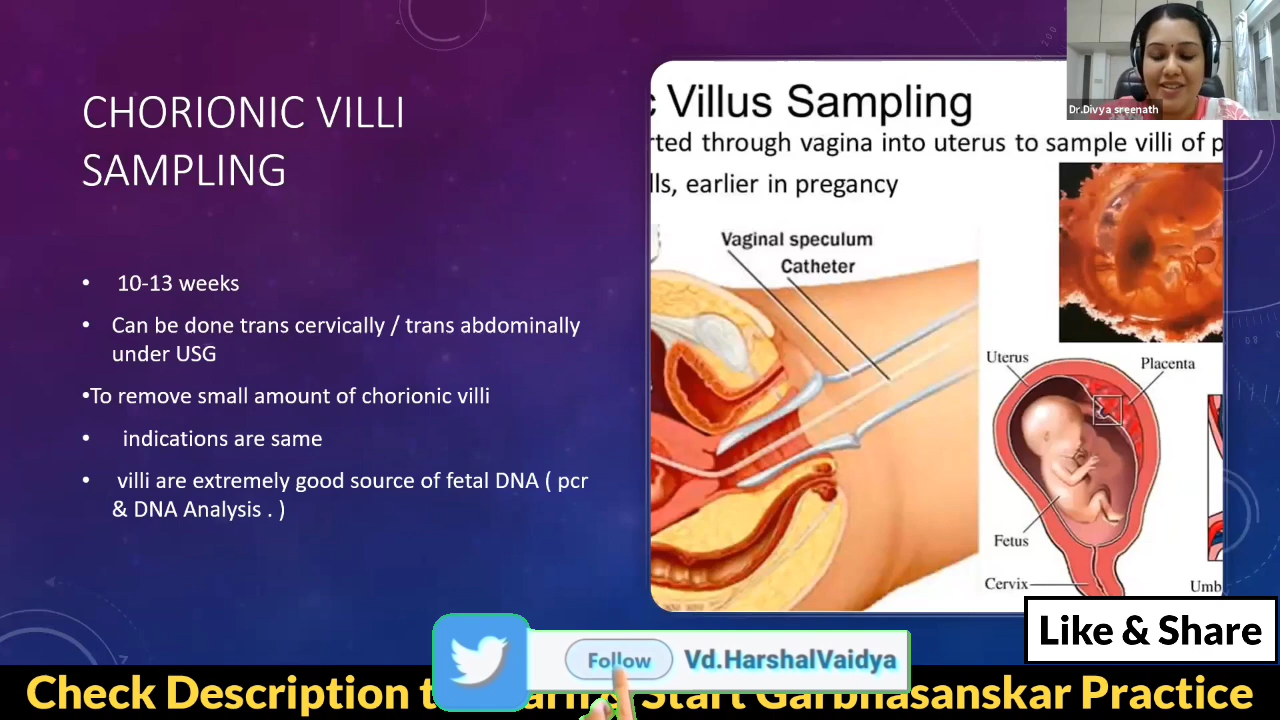 CHORIONIC VILLI
SAMPLING
• 10-13 weeks
• Can be done trans cervically / trans abdominally
under USG
•To remove small amount of chorionic villi
• indications are same
• villi are extremely good source of fetal DNA ( pcr
& DNA Analysis . )
Villus Sampling
through vagina into uterus to sample villi of
earlier in pregancy
Vaginal speculum
Catheter
Uterus
Placenta
Fetus
Cervix
Dr.Divya sreenath
Like & Share
Follow
Vd.HarshalVaidya
Check Description
Start Garbhasanskar Practice